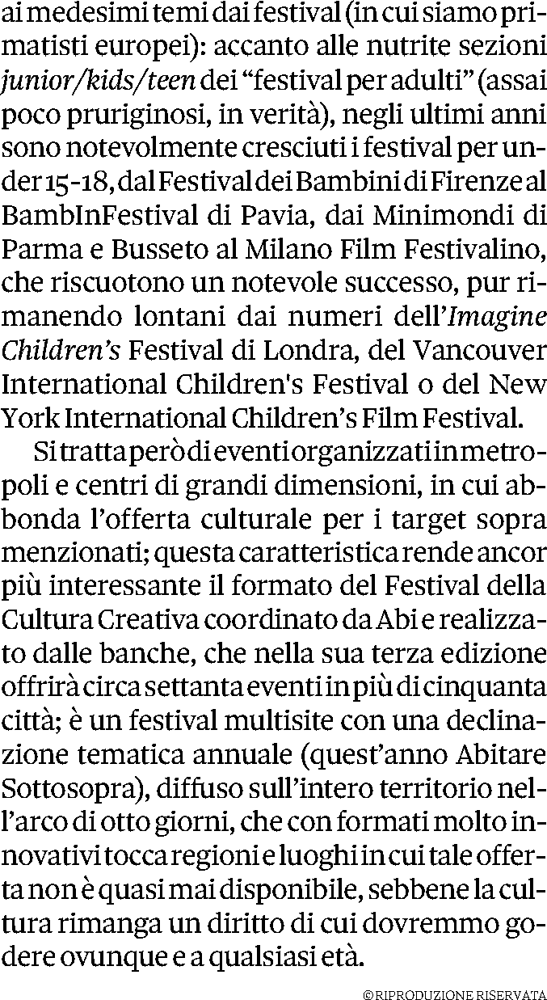 ai medesimi temi dai festival (in cui siamo pri-
matisti europei): accanto alle nutrite sezioni
junior/kids/teen dei “festival per adulti” (assai
poco pruriginosi, in verità), negli ultimi anni
sono notevolmente cresciuti i festival per un-
der 15-18, dal Festival dei Bambini di Firenze al
BambInFestival di Pavia, dai Minimondi di
Parma e Busseto al Milano Film Festivalino,
che riscuotono un notevole successo, pur ri-
manendo lontani dai numeri dell’Imagine
Children’s Festival di Londra, del Vancouver
International Children's Festival o del New
York International Children’s Film Festival.
Si tratta però di eventi organizzati in metro-
poli e centri di grandi dimensioni, in cui ab-
bonda l’offerta culturale per i target sopra
menzionati; questa caratteristica rende ancor
più interessante il formato del Festival della
Cultura Creativa coordinato da Abi e realizza-
to dalle banche, che nella sua terza edizione
offrirà circa settanta eventi in più di cinquanta
città; è un festival multisite con una declina-
zione tematica annuale (quest’anno Abitare
Sottosopra), diffuso sull’intero territorio nel-
l’arco di otto giorni, che con formati molto in-
novativi tocca regioni e luoghi in cui tale offer-
ta non è quasi mai disponibile, sebbene la cul-
tura rimanga un diritto di cui dovremmo go-
dere ovunque e a qualsiasi età.
© RIPRODUZIONE RISERVATA